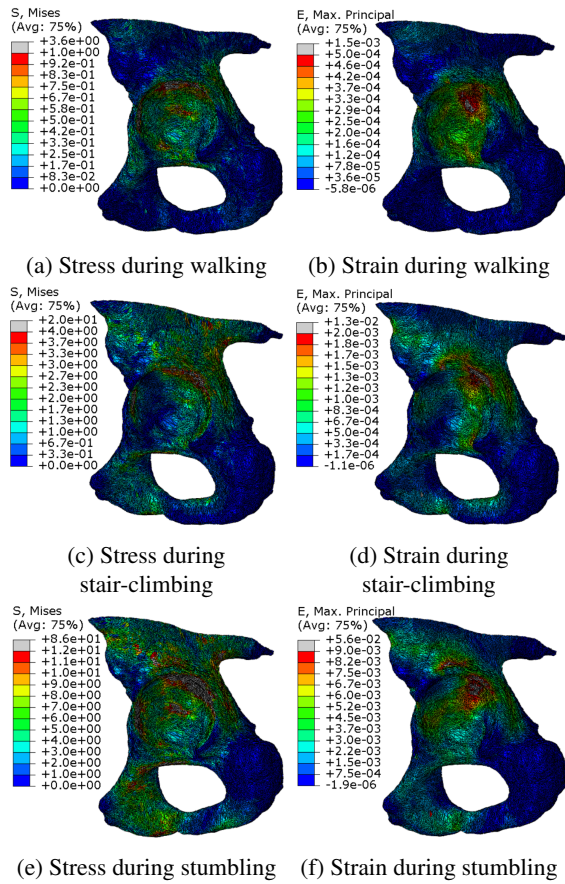 S, Mises
(Avg: 75%)
+3.6e+00
+1.0e+00
+9.2e-01
+8.3e-01
+7.5e-01
+6.7e-01
+5.8e-01
+5.0e-01
+4.2e-01
+3.3e-01
+2.5e-01
+1.7e-01
+8.3e-02
+0.0e+00
E, Max. Principal
(Avg: 75%)
+1.5e-03
+5.0e-04
+4.6e-04
+4.2e-04
+3.7e-04
+3.3e-04
+2.9e-04
+2.5e-04
+2.0e-04
+1.6e-04
+1.2e-04
+7.8e-05
+3.6e-05
-5.8e-06
(a) Stress during walking
(b) Strain during walking
S, Mises
(Avg: 75%)
+2.0e+01
+4.0e+00
+3.7e+00
+3.3e+00
+3.0e+00
+2.7e+00
+2.3e+00
+2.0e+00
+1.7e+00
+1.3e+00
+1.0e+00
+6.7e-01
+3.3e-01
+0.0e+00
E, Max. Principal
(Avg: 75%)
+1.3e-02
+2.0e-03
+1.8e-03
+1.7e-03
+1.5e-03
+1.3e-03
+1.2e-03
+1.0e-03
+8.3e-04
+6.7e-04
+5.0e-04
+3.3e-04
+1.7e-04
-1.1e-06
(c) Stress during
stair-climbing
(d) Strain during
stair-climbing
S, Mises
(Avg: 75%)
+8.6e+01
+1.2e+01
+1.1e+01
+1.0e+01
+9.0e+00
+8.0e+00
+7.0e+00
+6.0e+00
+5.0e+00
+4.0e+00
+3.0e+00
+2.0e+00
+1.0e+00
+0.0e+00
E, Max. Principal
(Avg: 75%)
+5.6e-02
+9.0e-03
+8.2e-03
+7.5e-03
+6.7e-03
+6.0e-03
+5.2e-03
+4.5e-03
+3.7e-03
+3.0e-03
+2.2e-03
+1.5e-03
+7.5e-04
-1.9e-06
(e) Stress during stumbling
(f) Strain during stumbling